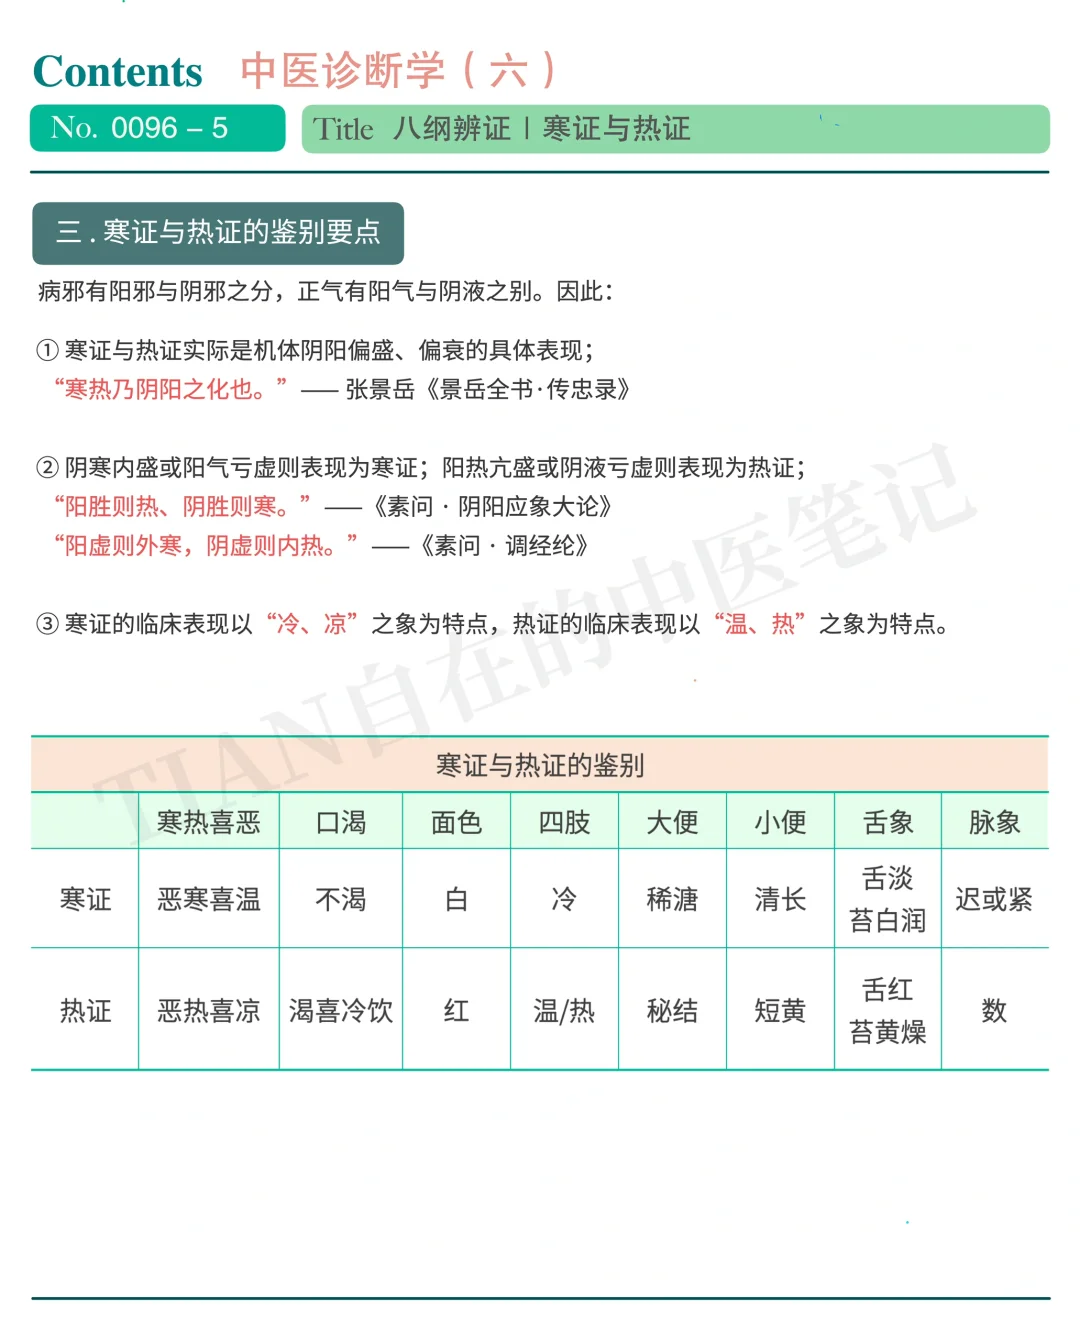 Contents 中医诊断学（六）
No. 0096 – 5
Title 八纲辨证 | 寒证与热证
三 . 寒证与热证的鉴别要点
病邪有阳邪与阴邪之分，正气有阳气与阴液之别。因此：
① 寒证与热证实际是机体阴阳偏盛、偏衰的具体表现；
“寒热乃阴阳之化也。” —— 张景岳《景岳全书·传忠录》
② 阴寒内盛或阳气亏虚则表现为寒证；阳热亢盛或阴液亏虚则表现为热证；
“阳胜则热、阴胜则寒。” ——《素问 · 阴阳应象大论》
“阳虚则外寒，阴虚则内热。” ——《素问 · 调经纶》
③ 寒证的临床表现以“冷、凉”之象为特点，热证的临床表现以“温、热”之象为特点。
TIAN自在的中医笔记
寒证与热证的鉴别
寒热喜恶 口渴 面色 四肢 大便 小便 舌象 脉象
寒证 恶寒喜温 不渴 白 冷 稀溏 清长 舌淡 苔白润 迟或紧
热证 恶热喜凉 渴喜冷饮 红 温/热 秘结 短黄 舌红 苔黄燥 数